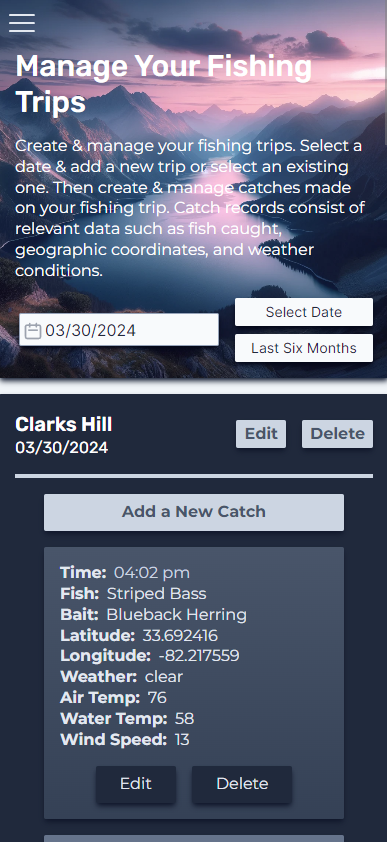 Manage Your Fishing
Trips
Create & manage your fishing trips. Select a
date & add a new trip or select an existing
one. Then create & manage catches made
on your fishing trip. Catch records consist of
relevant data such as fish caught,
geographic coordinates, and weather
conditions.
03/30/2024
Select Date
Last Six Months
Clarks Hill
03/30/2024
Edit
Delete
Add a New Catch
Time: 04:02 pm
Fish: Striped Bass
Bait: Blueback Herring
Latitude: 33.692416
Longitude: -82.217559
Weather: clear
Air Temp: 76
Water Temp: 58
Wind Speed: 13
Edit
Delete